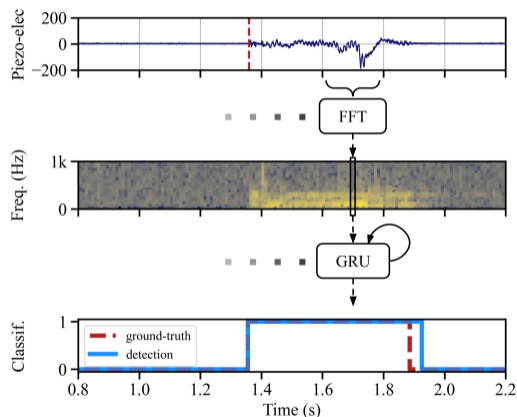 200
Piezo-elec
0
−200
FFT
1k
Freq. (Hz)
0
GRU
1
Classif.
ground-truth
detection
0
0.8 1.0 1.2 1.4 1.6 1.8 2.0 2.2
Time (s)